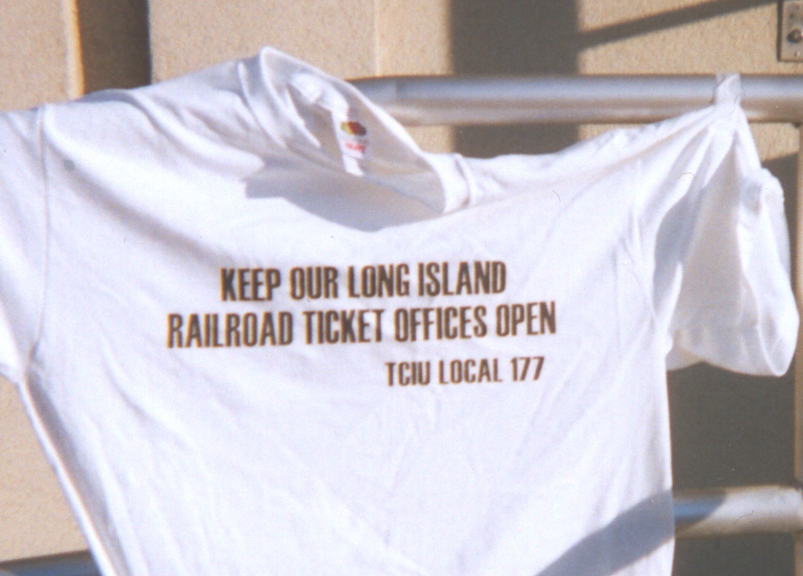 KEEP OUR LONG ISLAND
RAILROAD TICKET OFFICES OPEN
TCIU LOCAL 177